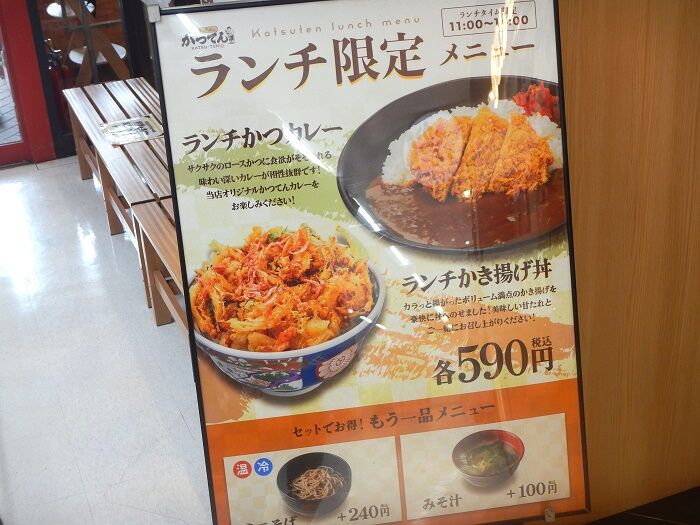 かつてん
KATSU-TEN
Katsuten lunch menu
ランチタイム限定
ランチ限定メニュー
ランチかつカレー
サクサクのロースかつに食欲がそそられる
味わい深いカレーが相性抜群です!
当店オリジナルかつてんカレーを
お楽しみください!
ランチかき揚げ丼
カラっと揚がったボリューム満点のかき揚げを
豪快に丼へのせました!美味しい甘たれと
ご一緒にお召し上がりください!
各590円税込
セットでお得!もう一品メニュー
温 冷
そば +240円
みそ汁 +100円